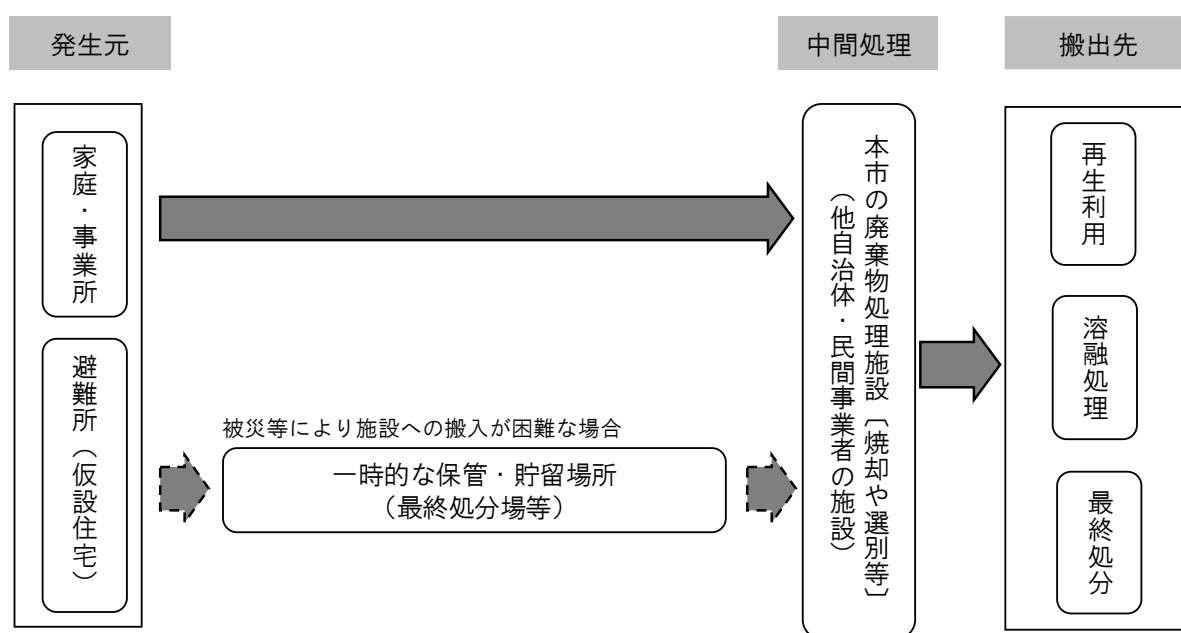 発生元
中間処理
搬出先
家庭・事業所
避難所（仮設住宅）
被災等により施設への搬入が困難な場合
一時的な保管・貯留場所
（最終処分場等）
本市の廃棄物処理施設〔焼却や選別等〕
（他自治体・民間事業者の施設）
再生利用
溶融処理
最終処分